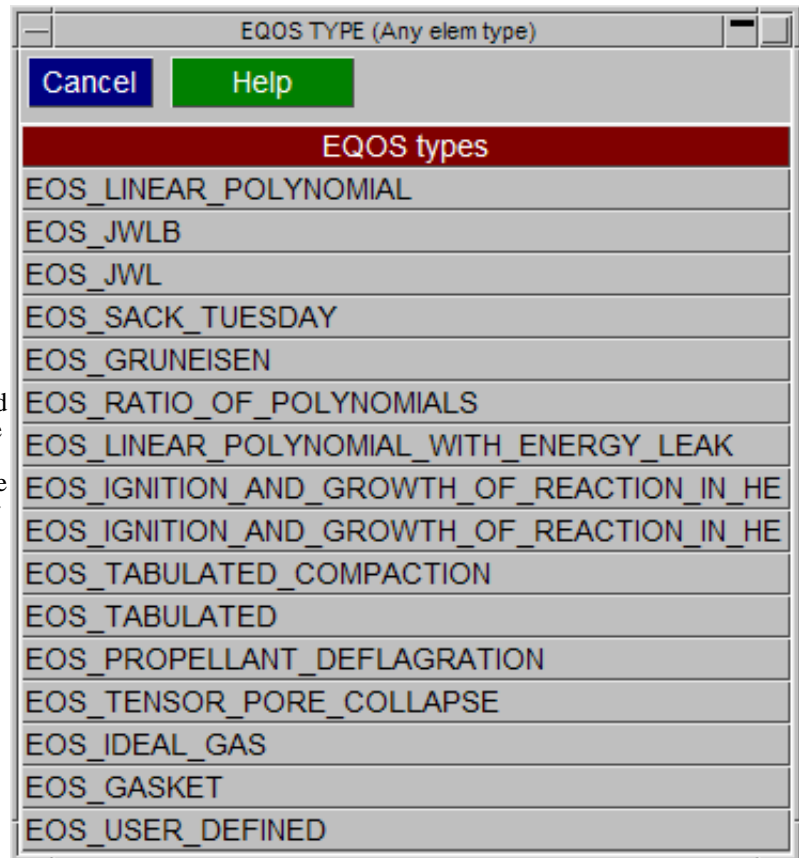 EQOS TYPE (Any elem type)
Cancel Help
EQOS types
EOS_LINEAR_POLYNOMIAL
EOS_JWLB
EOS_JWL
EOS_SACK_TUESDAY
EOS_GRUNEISEN
EOS_RATIO_OF_POLYNOMIALS
EOS_LINEAR_POLYNOMIAL_WITH_ENERGY_LEAK
EOS_IGNITION_AND_GROWTH_OF_REACTION_IN_HE
EOS_IGNITION_AND_GROWTH_OF_REACTION_IN_HE
EOS_TABULATED_COMPACTION
EOS_TABULATED
EOS_PROPELLANT_DEFLAGRATION
EOS_TENSOR_PORE_COLLAPSE
EOS_IDEAL_GAS
EOS_GASKET
EOS_USER_DEFINED